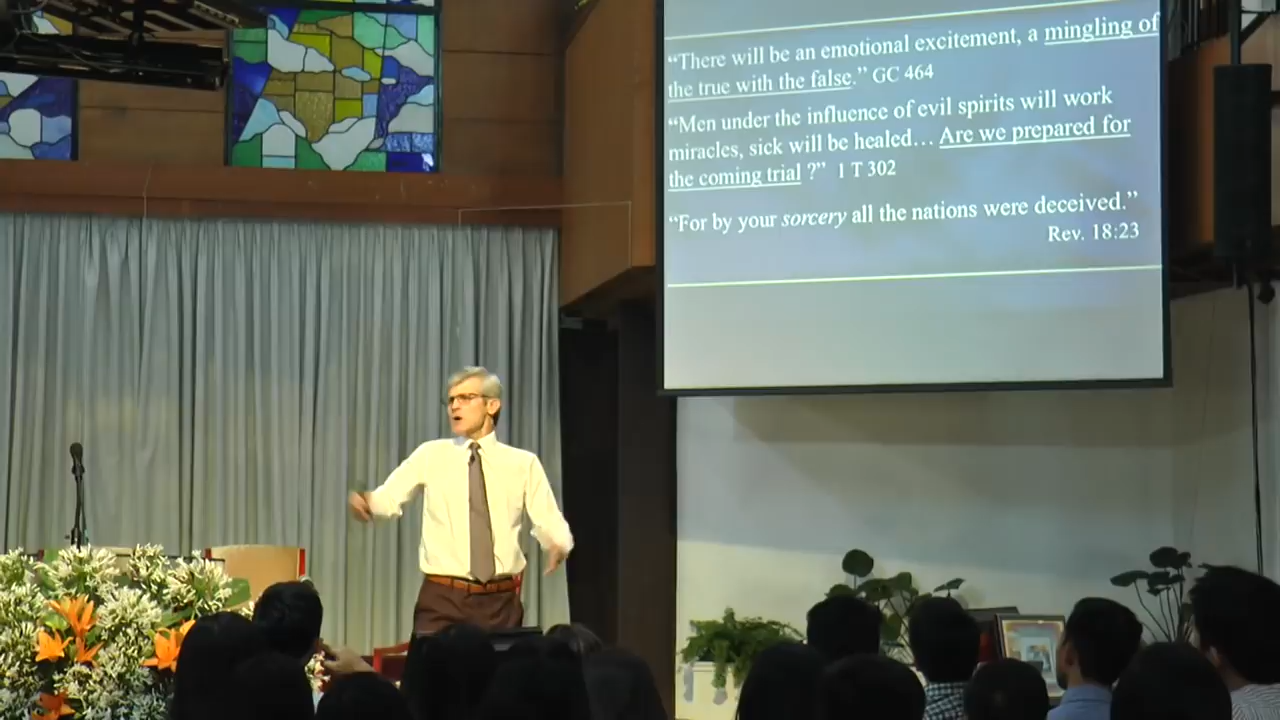 “There will be an emotional excitement, a mingling of
the true with the false.” GC 464
“Men under the influence of evil spirits will work
miracles, sick will be healed… Are we prepared for
the coming trial ?” 1 T 302
“For by your sorcery all the nations were deceived.”
Rev. 18:23